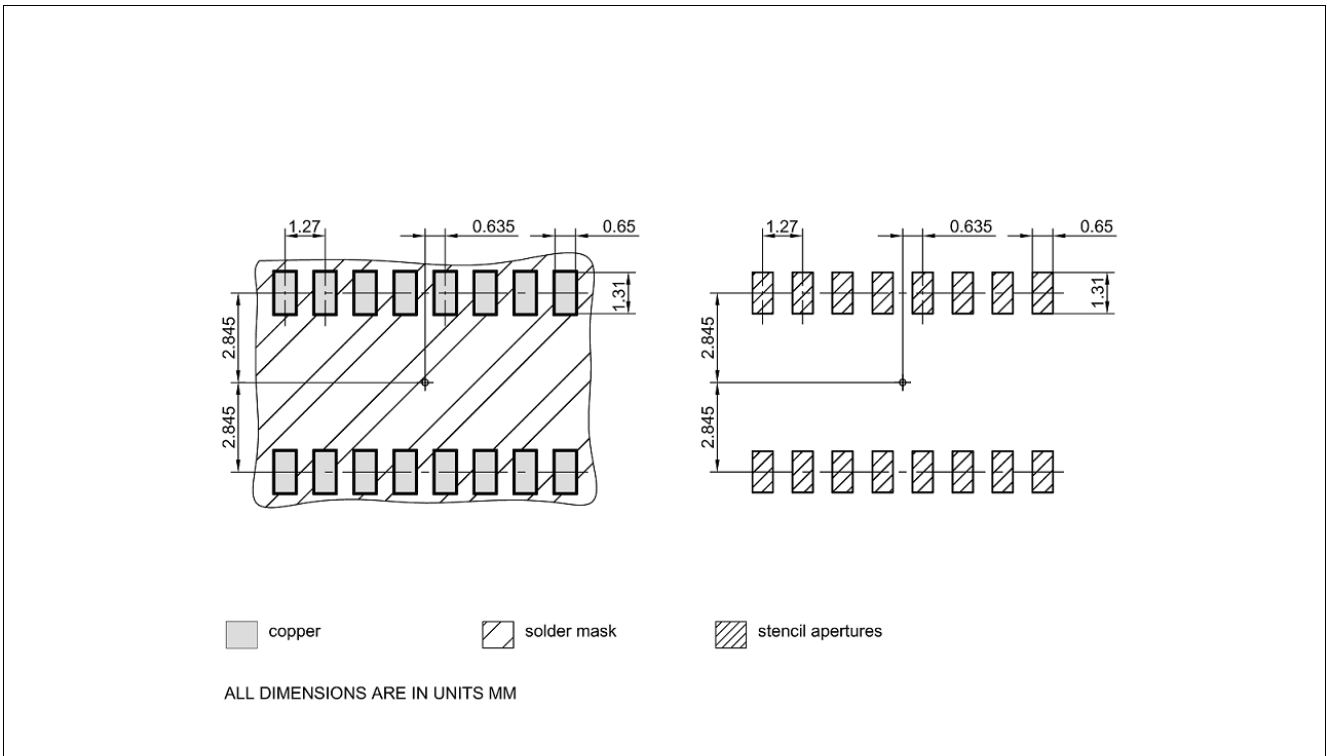 1.27 0.635 0.65
1.27 0.635 0.65
1.31
1.31
2.845
2.845
2.845
2.845
copper
solder mask
stencil apertures
ALL DIMENSIONS ARE IN UNITS MM